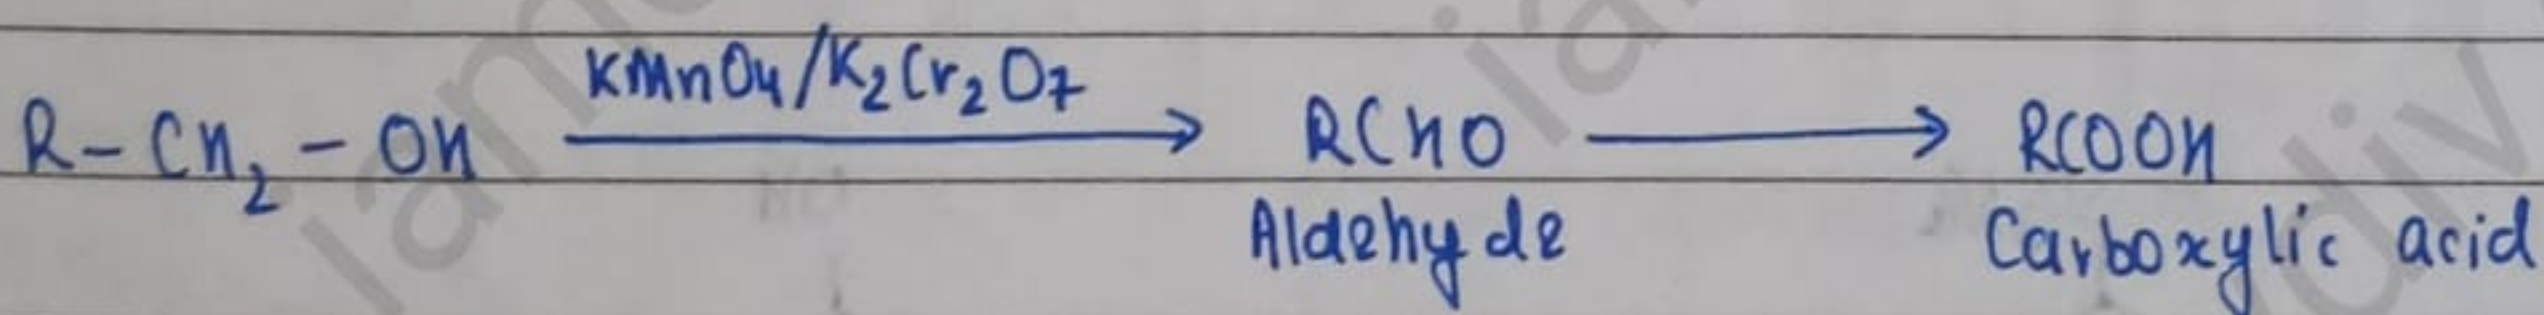 R-CH₂-OH KMnO₄/K₂Cr₂O₇ → RCHO → RCOOH
Aldehyde Carboxylic acid